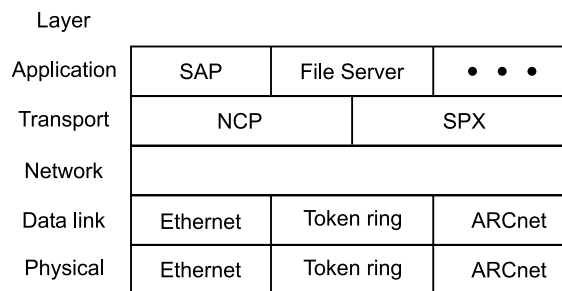 Layer
Application SAP File Server • • •
Transport NCP SPX
Network
Data link Ethernet Token ring ARCnet
Physical Ethernet Token ring ARCnet